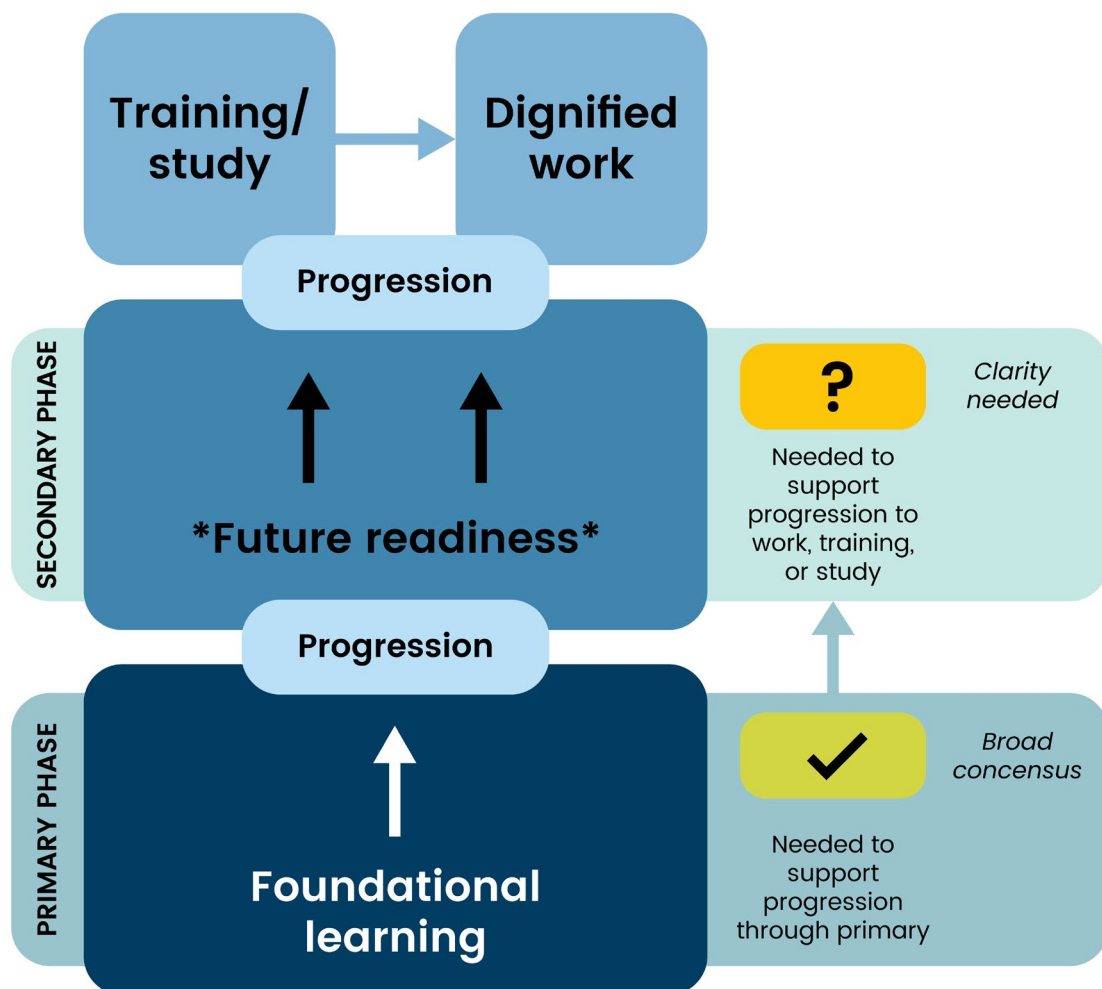 Training/
study
Dignified
work
Progression
SECONDARY PHASE
*Future readiness*
?
Clarity
needed
Needed to
support
progression to
work, training,
or study
Progression
PRIMARY PHASE
Foundational
learning
Broad
concensus
Needed to
support
progression
through primary